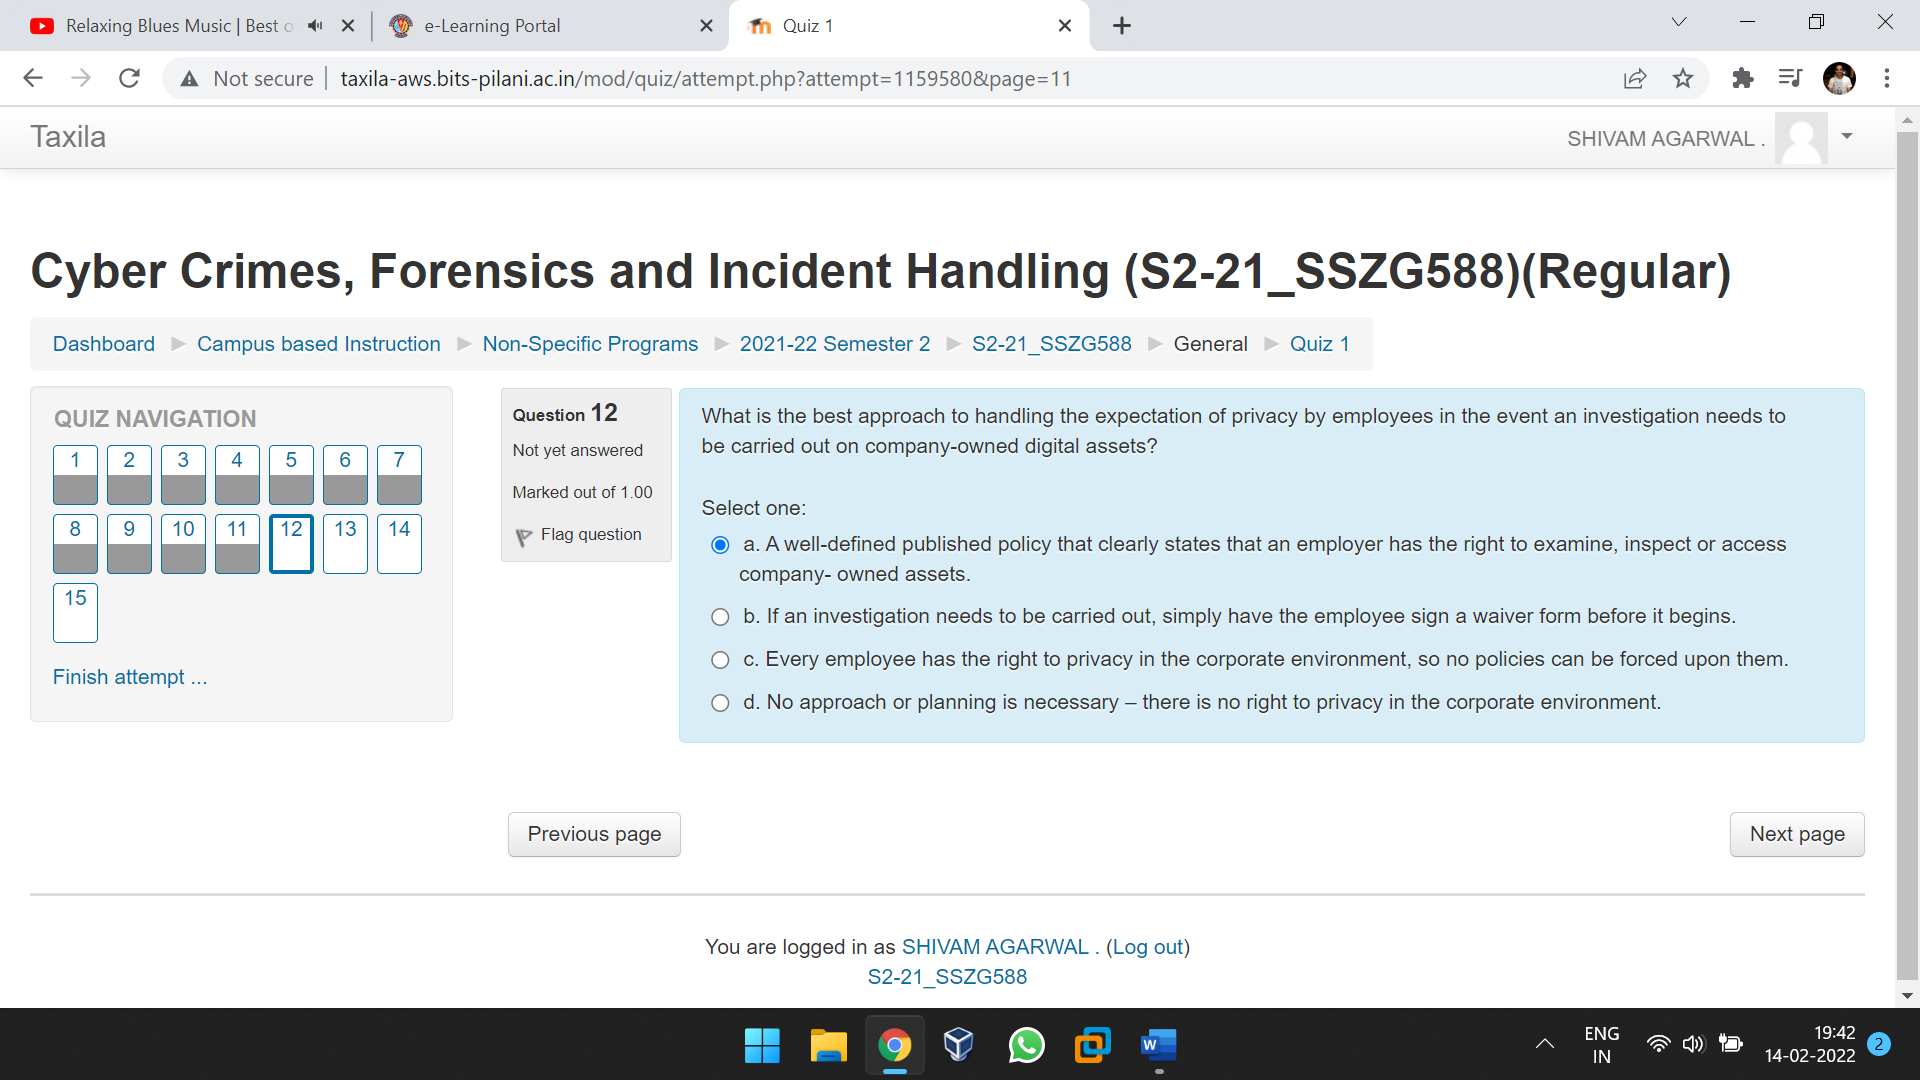 Relaxing Blues Music | Best o
e-Learning Portal
Quiz 1
Not secure
taxila-aws.bits-pilani.ac.in/mod/quiz/attempt.php?attempt=1159580&page=11
Taxila
SHIVAM AGARWAL .
Cyber Crimes, Forensics and Incident Handling (S2-21_SSZG588)(Regular)
Dashboard ► Campus based Instruction ► Non-Specific Programs ► 2021-22 Semester 2 ► S2-21_SSZG588 ► General ► Quiz 1
QUIZ NAVIGATION
1 2 3 4 5 6 7
8 9 10 11 12 13 14
15
Finish attempt ...
Question 12
Not yet answered
Marked out of 1.00
Flag question
What is the best approach to handling the expectation of privacy by employees in the event an investigation needs to
be carried out on company-owned digital assets?
Select one:
a. A well-defined published policy that clearly states that an employer has the right to examine, inspect or access
company- owned assets.
b. If an investigation needs to be carried out, simply have the employee sign a waiver form before it begins.
c. Every employee has the right to privacy in the corporate environment, so no policies can be forced upon them.
d. No approach or planning is necessary – there is no right to privacy in the corporate environment.
Previous page
Next page
You are logged in as SHIVAM AGARWAL . (Log out)
S2-21_SSZG588
W
ENG
IN
19:42
14-02-2022
2